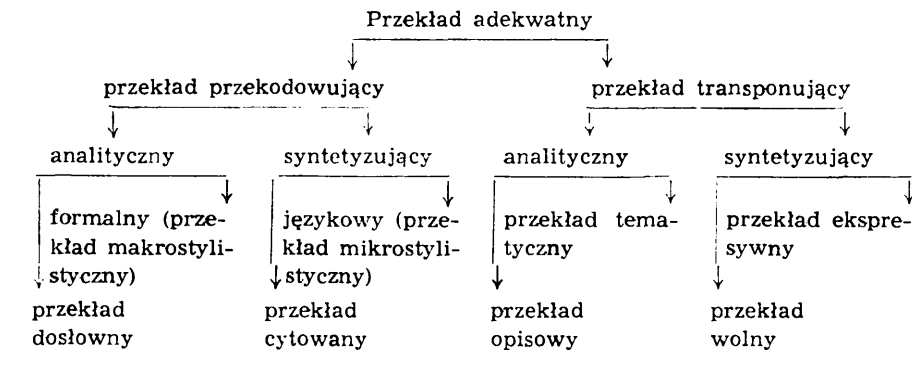 Przekład adekwatny
przekład przekodowujący przekład transponujący
analityczny syntetyzujący analityczny syntetyzujący
formalny (prze-
kład makrostyli-
styczny)
językowy (prze-
kład mikrostyli-
styczny)
przekład tema-
tyczny
przekład ekspre-
sywny
przekład
dosłowny
przekład
cytowany
przekład
opisowy
przekład
wolny